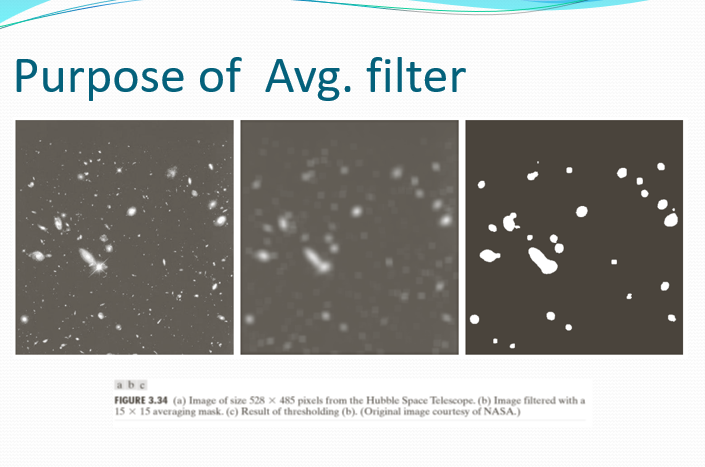 Purpose of Avg. filter
a b c
FIGURE 3.34 (a) Image of size 528 × 485 pixels from the Hubble Space Telescope. (b) Image filtered with a
15 × 15 averaging mask. (c) Result of thresholding (b). (Original image courtesy of NASA.)